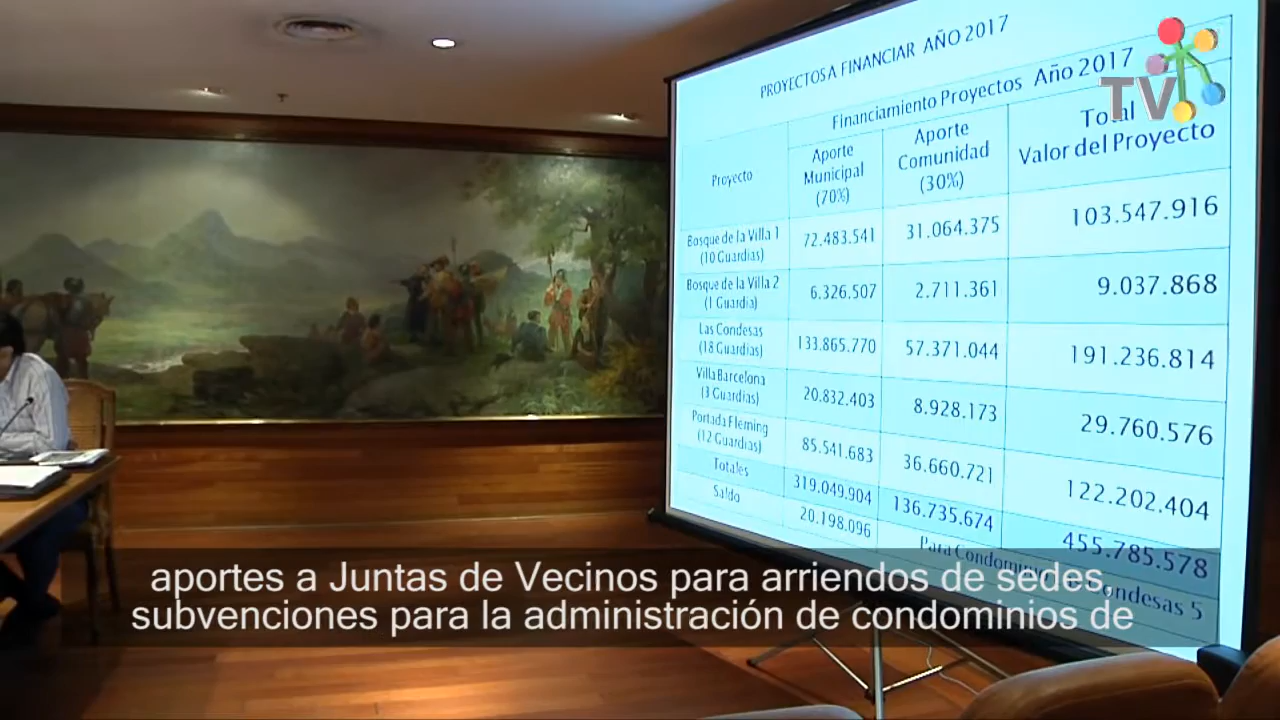 TV
PROYECTOS A FINANCIAR AÑO 2017
Financiamiento Proyectos Año 2017
Proyecto
Aporte
Municipal
(70%)
Aporte
Comunidad
(30%)
Total
Valor del Proyecto
Bosque de la Villa 1
(10 Guardias)
72.483.541
31.064.375
103.547.916
Bosque de la Villa 2
(1 Guardia)
6.326.507
2.711.361
9.037.868
Las Condesas
(18 Guardias)
133.865.770
57.371.044
191.236.814
Villa Barcelona
(3 Guardias)
20.832.403
8.928.173
29.760.576
Portada Fleming
(12 Guardias)
85.541.683
36.660.721
122.202.404
Totales
319.049.904
136.735.674
455.785.578
Saldo
20.198.096
Para Condominio Condesas 5
aportes a Juntas de Vecinos para arriendos de sedes,
subvenciones para la administración de condominios de